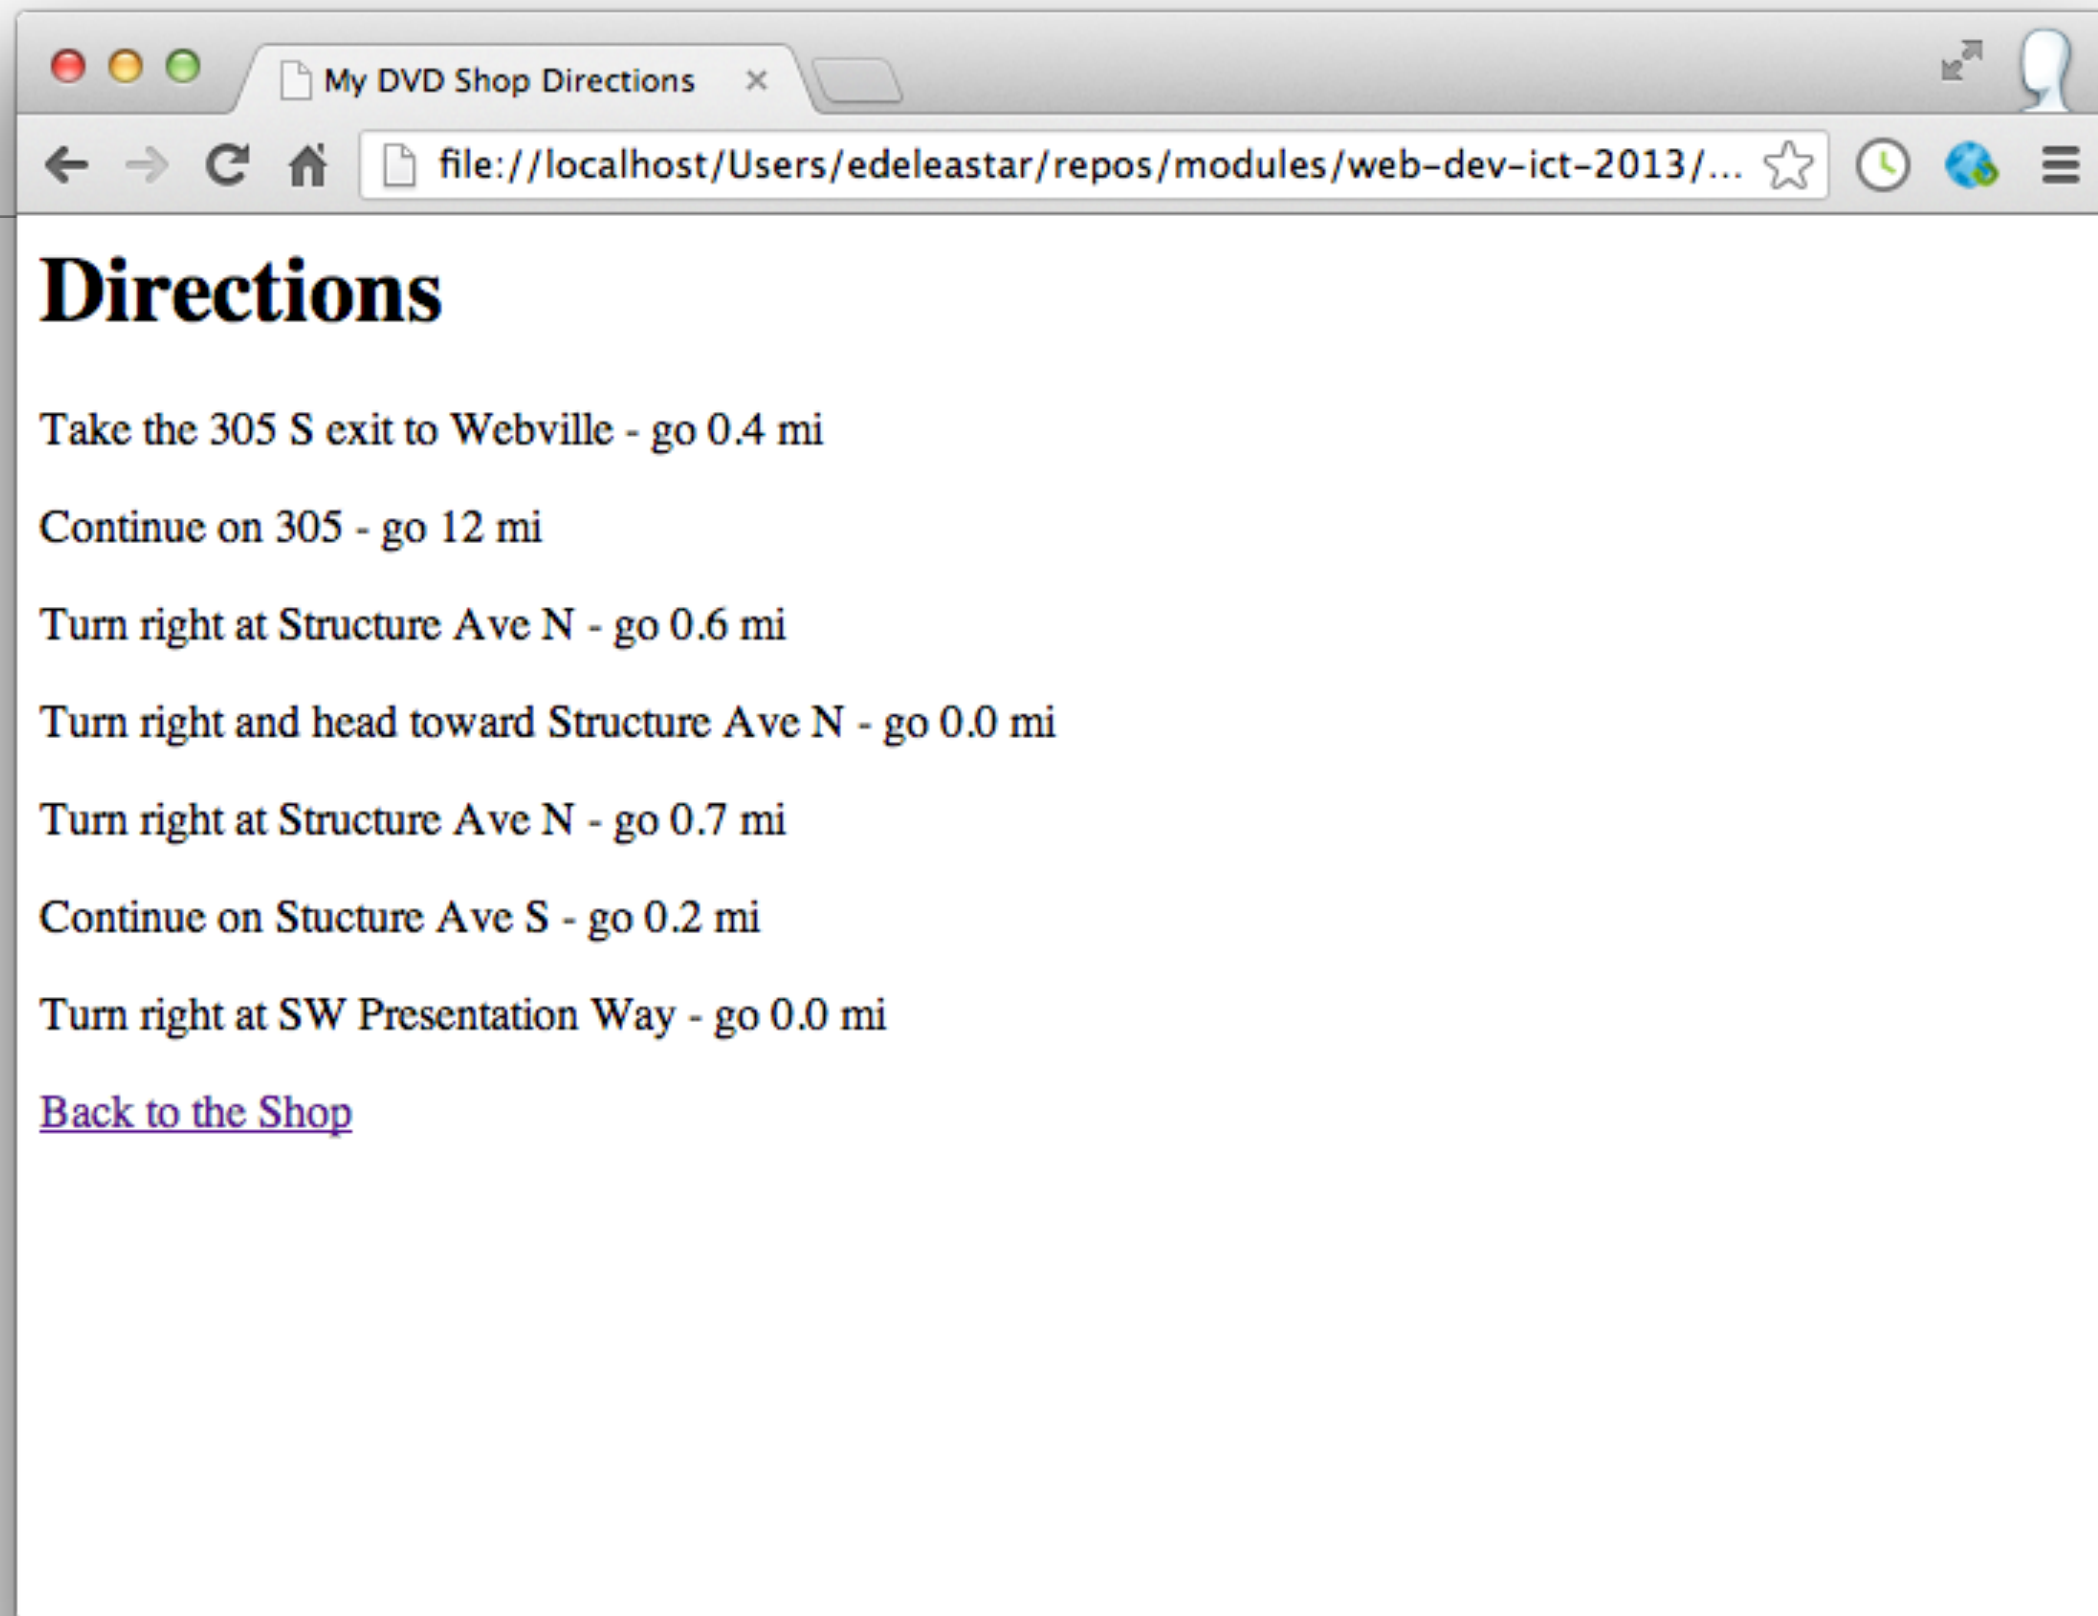 My DVD Shop Directions
file://localhost/Users/edeleastar/repos/modules/web-dev-ict-2013/...
Directions
Take the 305 S exit to Webville - go 0.4 mi
Continue on 305 - go 12 mi
Turn right at Structure Ave N - go 0.6 mi
Turn right and head toward Structure Ave N - go 0.0 mi
Turn right at Structure Ave N - go 0.7 mi
Continue on Stucture Ave S - go 0.2 mi
Turn right at SW Presentation Way - go 0.0 mi
Back to the Shop